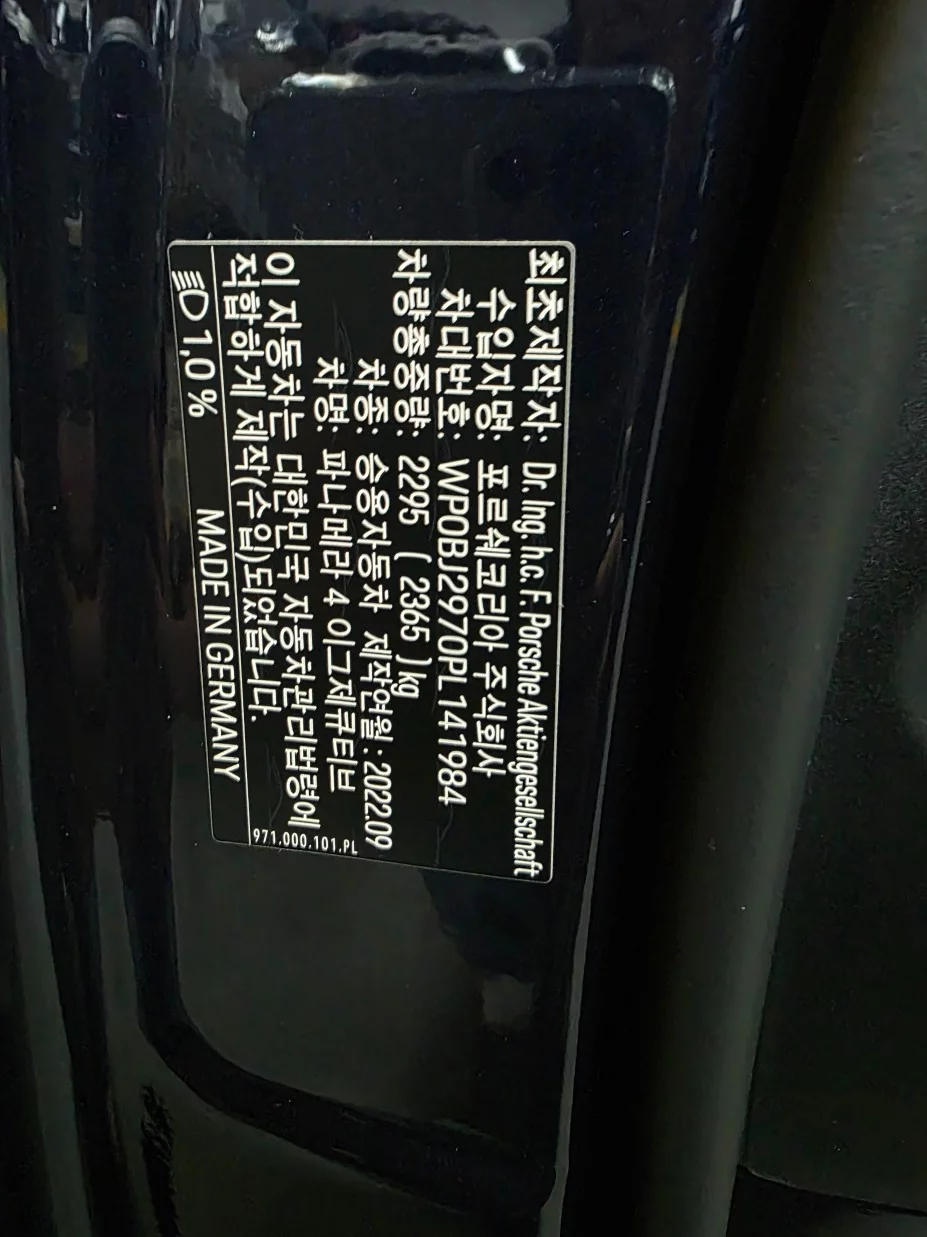 최초제작자: Dr. Ing. h.c. F. Porsche Aktiengesellschaft
수입자명: 포르쉐코리아 주식회사
차대번호: WP0BJ2970PL141984
차량총중량: 2295 ( 2365 )kg
차종: 승용자동차 제작연월: 2022.09
차명: 파나메라 4 이그제큐티브
이 자동차는 대한민국 자동차관리법령에
적합하게 제작(수입)되었습니다.
971.000.101.PL
1,0% MADE IN GERMANY